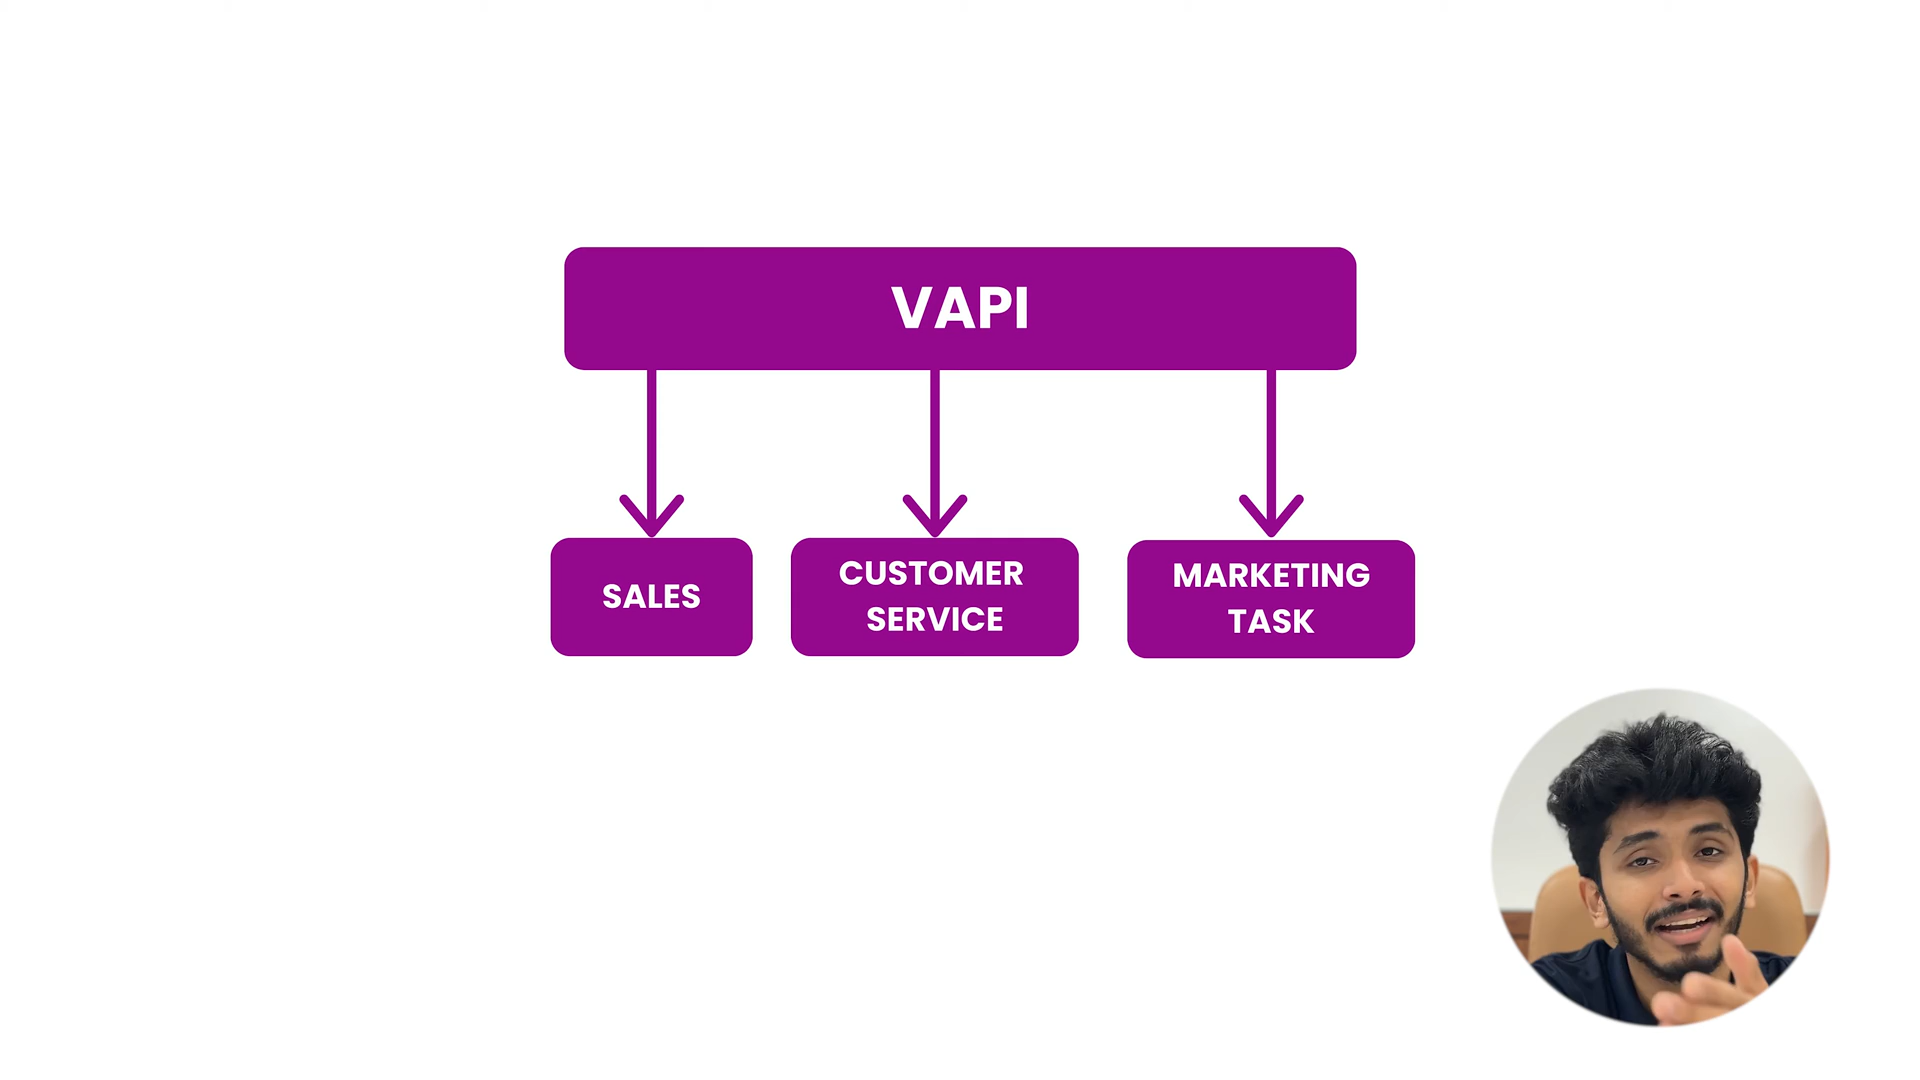 VAPI
SALES
CUSTOMER
SERVICE
MARKETING
TASK